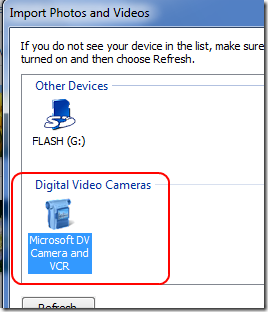 Import Photos and Videos
If you do not see your device in the list, make sure
turned on and then choose Refresh.
Other Devices
FLASH (G:)
Digital Video Cameras
Microsoft DV
Camera and
VCR
Refresh